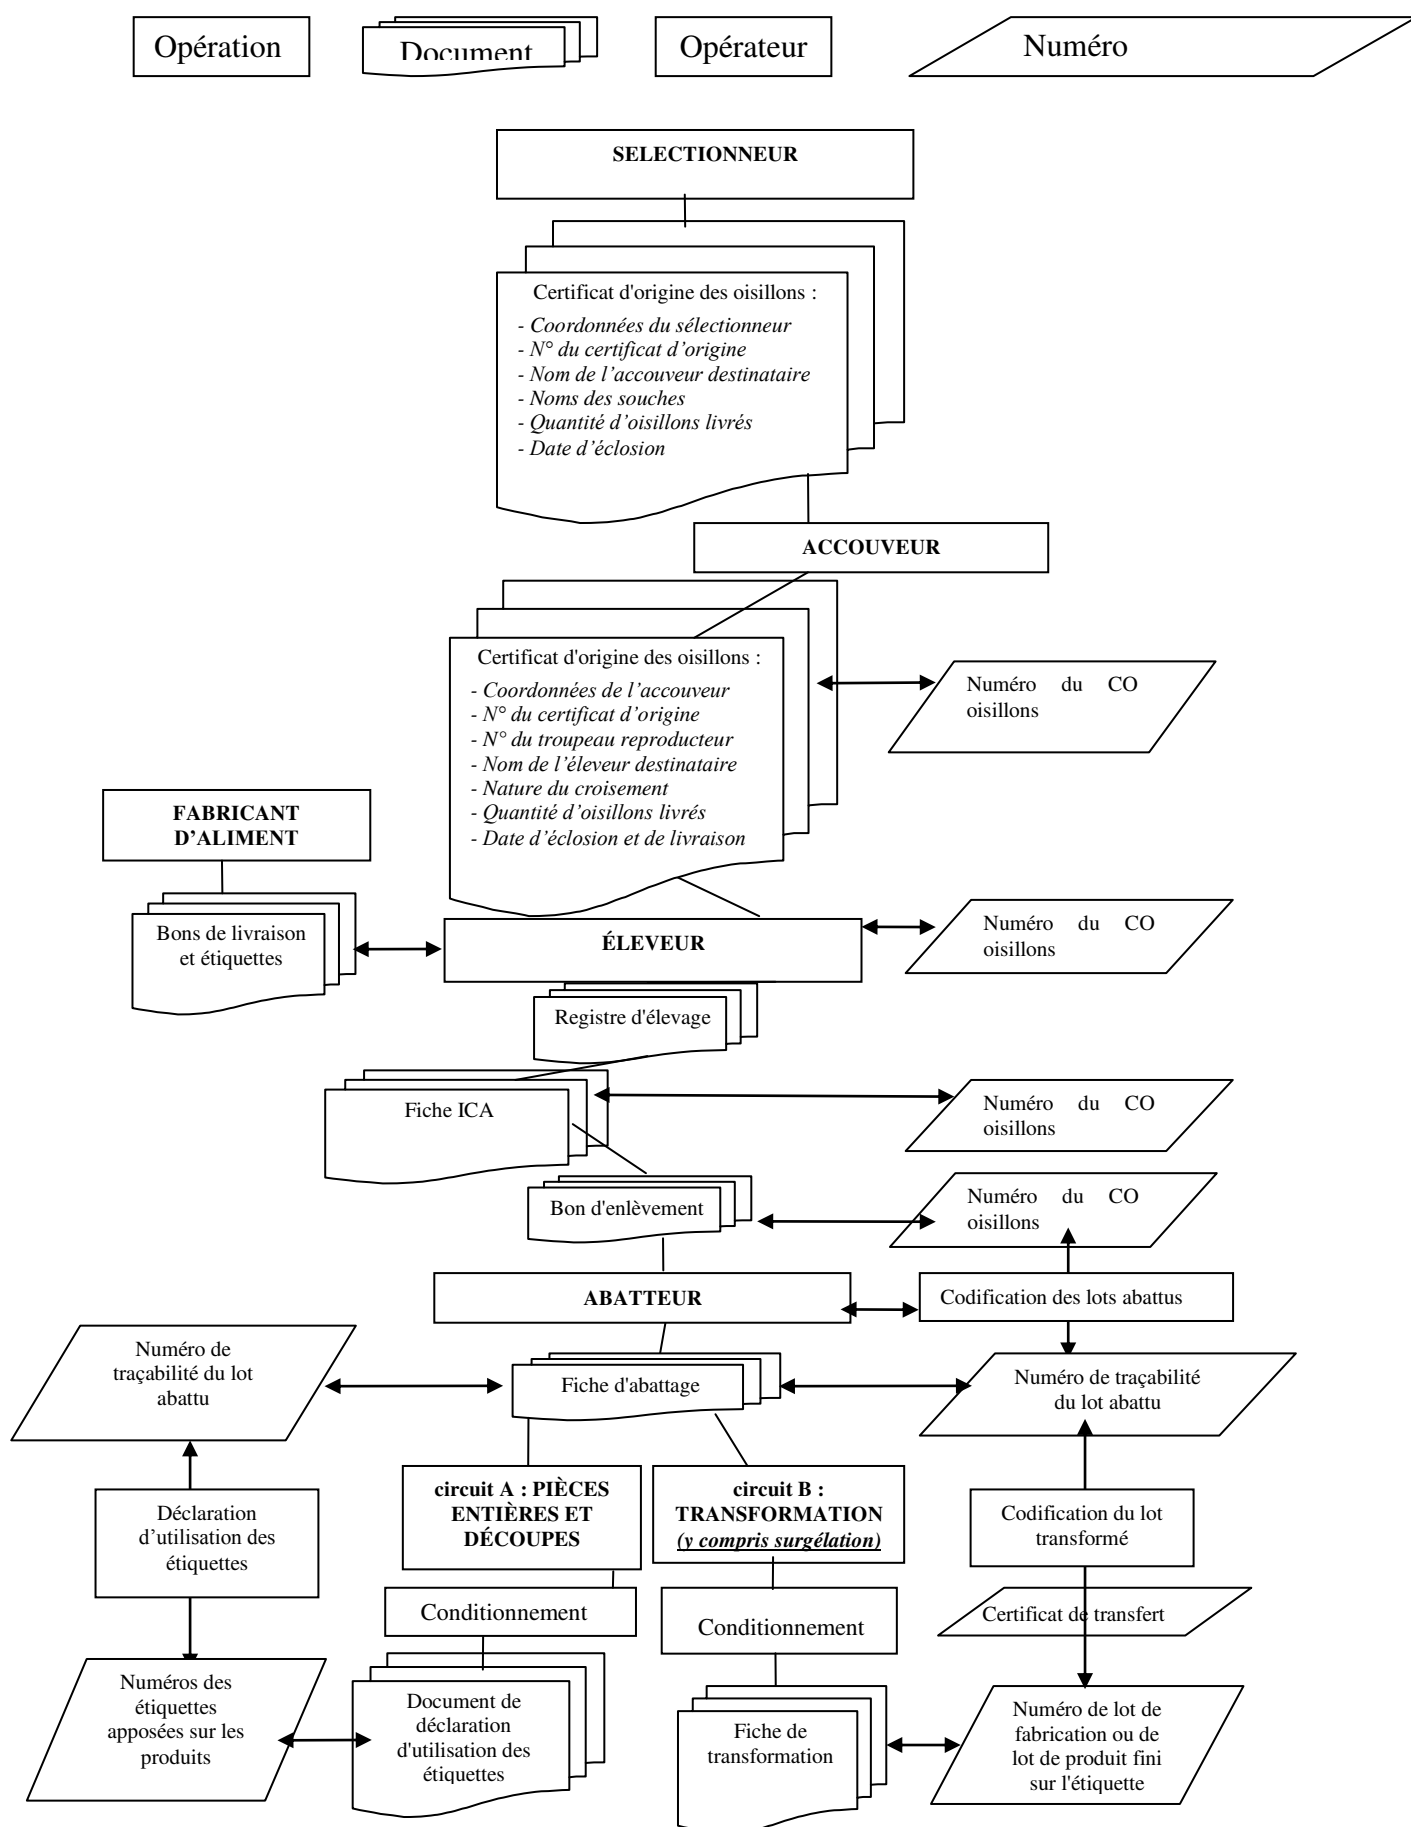 Opération
Document
Opérateur
Numéro
SELECTIONNEUR
Certificat d'origine des oisillons :
- Coordonnées du sélectionneur
- N° du certificat d’origine
- Nom de l’accouveur destinataire
- Noms des souches
- Quantité d’oisillons livrés
- Date d’éclosion
ACCOUVEUR
Certificat d'origine des oisillons :
- Coordonnées de l’accouveur
- N° du certificat d’origine
- N° du troupeau reproducteur
- Nom de l’éleveur destinataire
- Nature du croisement
- Quantité d’oisillons livrés
- Date d’éclosion et de livraison
Numéro du CO
oisillons
FABRICANT
D’ALIMENT
Bons de livraison
et étiquettes
ÉLEVEUR
Numéro du CO
oisillons
Registre d'élevage
Fiche ICA
Numéro du CO
oisillons
Bon d'enlèvement
Numéro du CO
oisillons
ABATTEUR
Codification des lots abattus
Numéro de
traçabilité du lot
abattu
Fiche d'abattage
Numéro de traçabilité
du lot abattu
circuit A : PIÈCES
ENTIÈRES ET
DÉCOUPES
circuit B :
TRANSFORMATION
(y compris surgélation)
Déclaration
d’utilisation des
étiquettes
Codification du lot
transformé
Conditionnement
Conditionnement
Certificat de transfert
Numéros des
étiquettes
apposées sur les
produits
Document de
déclaration
d'utilisation des
étiquettes
Fiche de
transformation
Numéro de lot de
fabrication ou de
lot de produit fini
sur l'étiquette